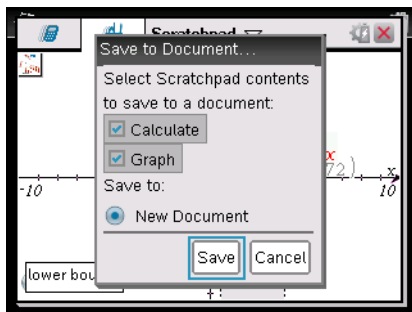 Scratchpad
Save to Document...
Select Scratchpad contents
to save to a document:
Calculate
Graph
Save to:
New Document
Save Cancel
x
72)
x
-10
10
lower bou